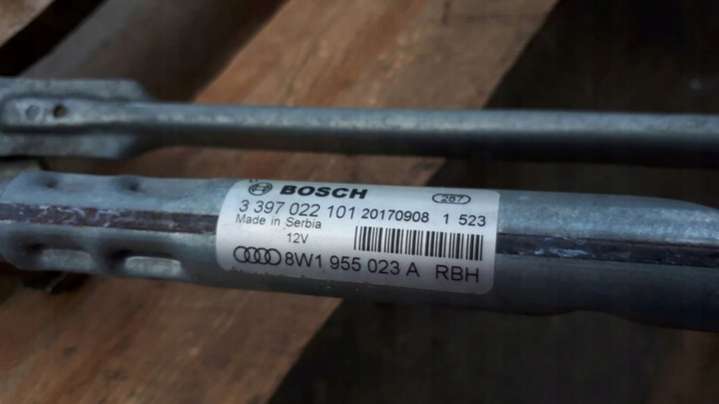 BOSCH 287
3 397 022 101 20170908 1 523
Made in Serbia
12V
8W1 955 023 A RBH